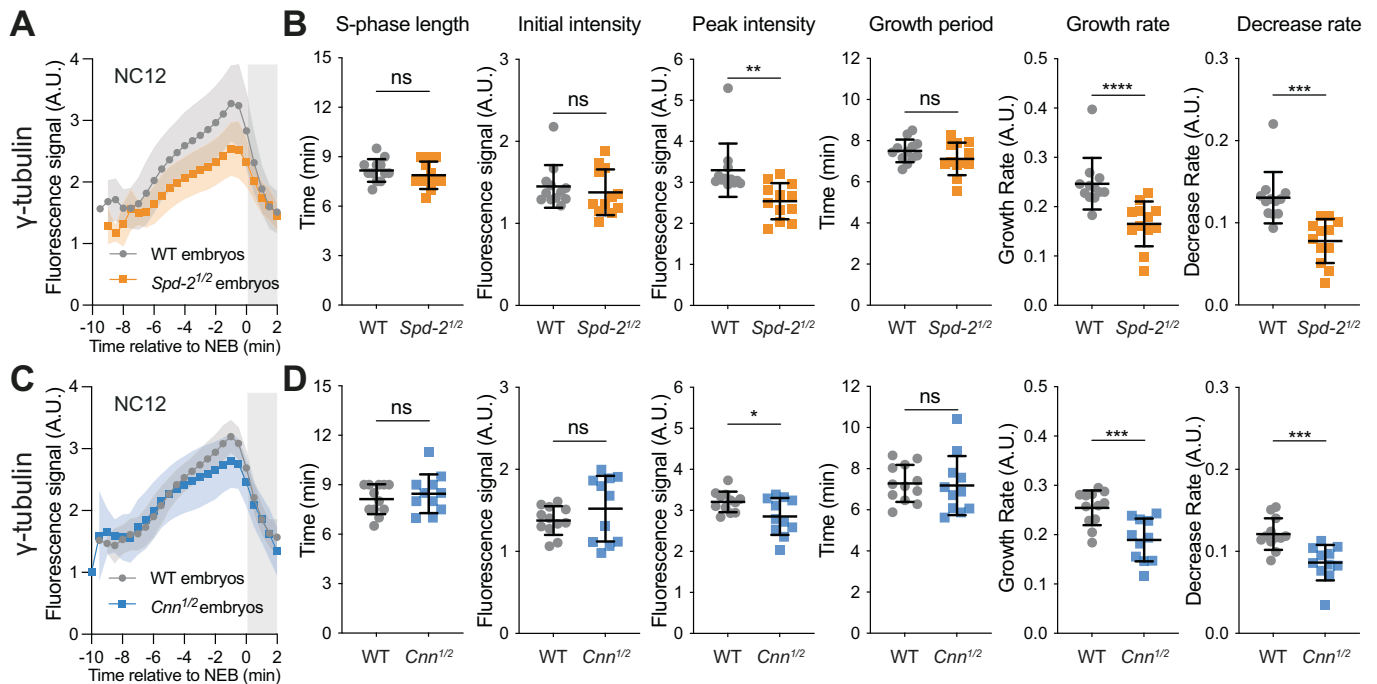 A
NC12
γ-tubulin
Fluorescence signal (A.U.)
4
3
2
1
0
WT embryos
Spd-2^1/2 embryos
-10 -8 -6 -4 -2 0 2
Time relative to NEB (min)
B
S-phase length
Time (min)
15
12
9
6
3
0
ns
WT Spd-2^1/2
Initial intensity
Fluorescence signal (A.U.)
3
2
1
0
ns
WT Spd-2^1/2
Peak intensity
Fluorescence signal (A.U.)
6
5
4
3
2
1
0
**
WT Spd-2^1/2
Growth period
Time (min)
12
10
8
6
4
2
0
ns
WT Spd-2^1/2
Growth rate
Growth Rate (A.U.)
0.5
0.4
0.3
0.2
0.1
0.0
****
WT Spd-2^1/2
Decrease rate
Decrease Rate (A.U.)
0.3
0.2
0.1
0.0
***
WT Spd-2^1/2
C
NC12
γ-tubulin
Fluorescence signal (A.U.)
4
3
2
1
0
WT embryos
Cnn^1/2 embryos
-10 -8 -6 -4 -2 0 2
Time relative to NEB (min)
D
Time (min)
15
12
9
6
3
0
ns
WT Cnn^1/2
Fluorescence signal (A.U.)
3
2
1
0
ns
WT Cnn^1/2
Fluorescence signal (A.U.)
6
5
4
3
2
1
0
*
WT Cnn^1/2
Time (min)
12
10
8
6
4
2
0
ns
WT Cnn^1/2
Growth Rate (A.U.)
0.5
0.4
0.3
0.2
0.1
0.0
***
WT Cnn^1/2
Decrease Rate (A.U.)
0.3
0.2
0.1
0.0
***
WT Cnn^1/2